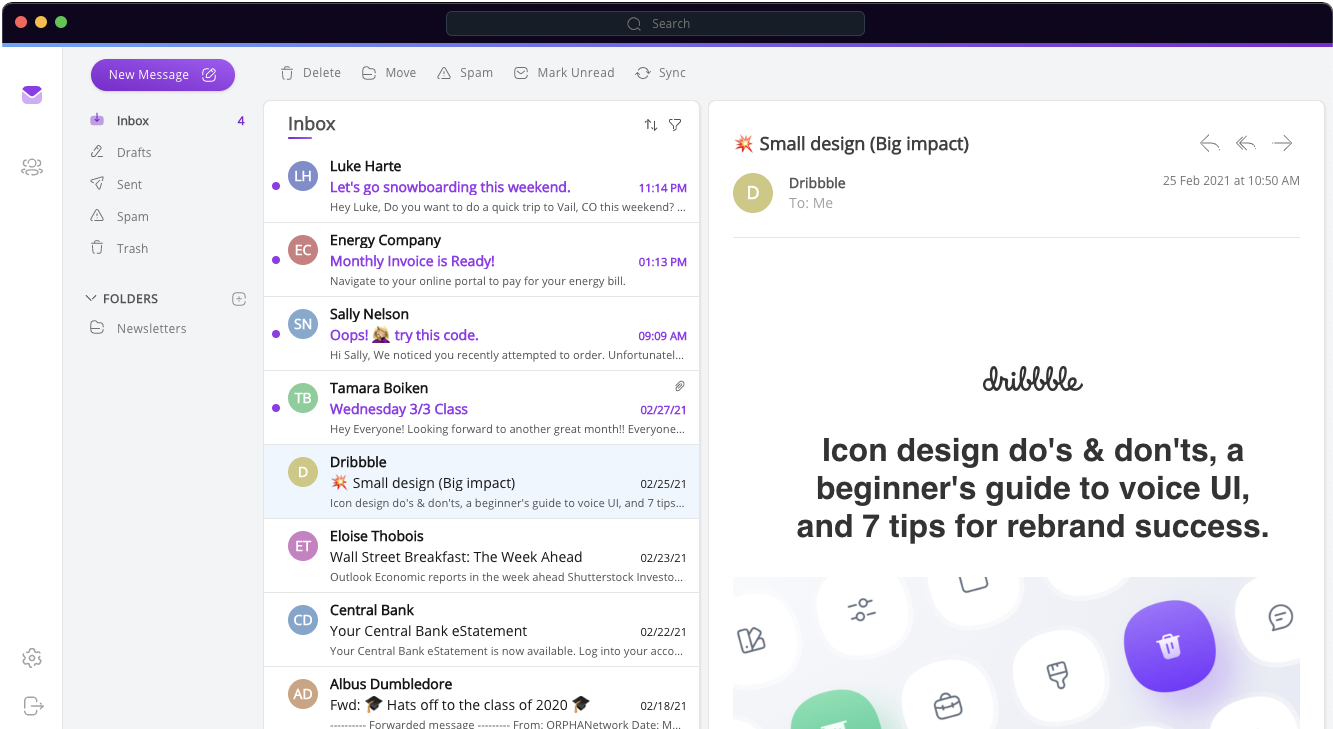 Search
New Message
Delete
Move
Spam
Mark Unread
Sync
Inbox 4
Drafts
Sent
Spam
Trash
FOLDERS
Newsletters
Inbox
LH
Luke Harte
Let's go snowboarding this weekend. 11:14 PM
Hey Luke, Do you want to do a quick trip to Vail, CO this weekend? ...
EC
Energy Company
Monthly Invoice is Ready! 01:13 PM
Navigate to your online portal to pay for your energy bill.
SN
Sally Nelson
Oops! 🤦🏼‍♀️ try this code. 09:09 AM
Hi Sally, We noticed you recently attempted to order. Unfortunatel...
TB
Tamara Boiken
Wednesday 3/3 Class 02/27/21
Hey Everyone! Looking forward to another great month!! Everyone...
D
Dribbble
💥 Small design (Big impact) 02/25/21
Icon design do's & don'ts, a beginner's guide to voice UI, and 7 tips...
ET
Eloise Thobois
Wall Street Breakfast: The Week Ahead 02/23/21
Outlook Economic reports in the week ahead Shutterstock Investo...
CD
Central Bank
Your Central Bank eStatement 02/22/21
Your Central Bank eStatement is now available. Log into your acco...
AD
Albus Dumbledore
Fwd: 🎓 Hats off to the class of 2020 🎓 02/18/21
---------- Forwarded message --------- From: ORPHANetwork Date: M...
💥 Small design (Big impact)
D
Dribbble
To: Me
25 Feb 2021 at 10:50 AM
dribbble
Icon design do's & don'ts, a
beginner's guide to voice UI,
and 7 tips for rebrand success.